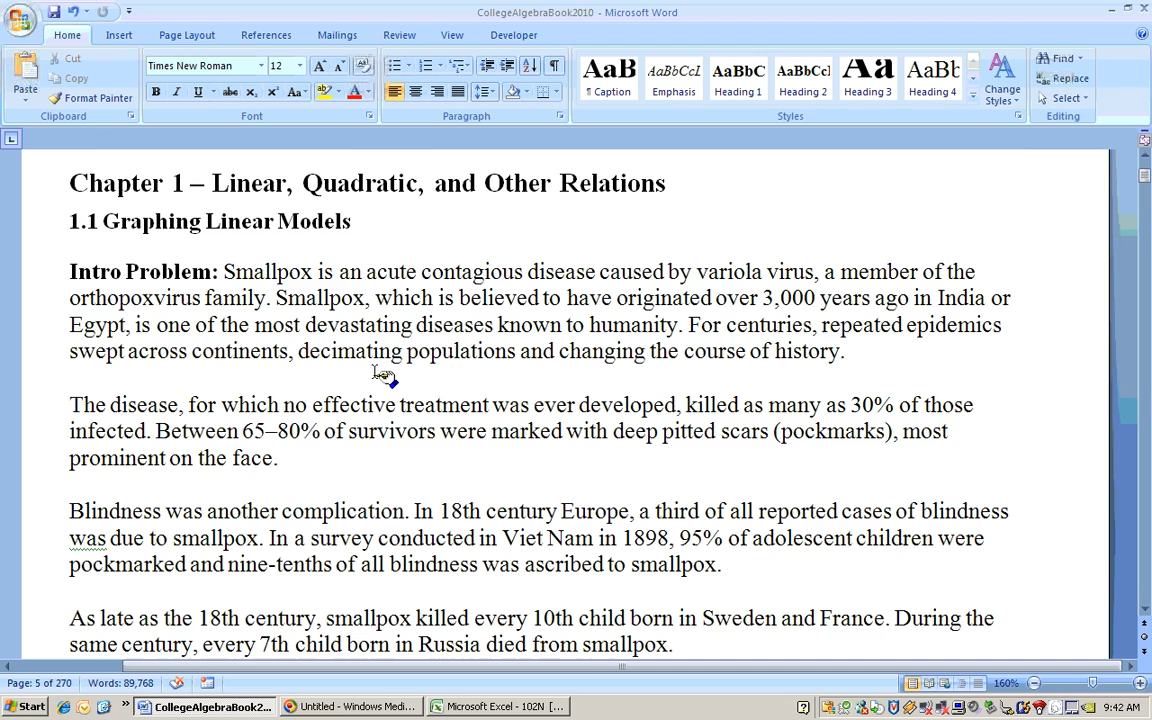 CollegeAlgebraBook2010 - Microsoft Word
Home Insert Page Layout References Mailings Review View Developer
Paste
Cut
Copy
Format Painter
Clipboard
Times New Roman 12
Font
Paragraph
AaB AaBbCcL AaBbC AaBbCc AaB AaBb
¶ Caption Emphasis Heading 1 Heading 2 Heading 3 Heading 4
Styles
Change Styles
Find
Replace
Select
Editing
Chapter 1 – Linear, Quadratic, and Other Relations
1.1 Graphing Linear Models
Intro Problem: Smallpox is an acute contagious disease caused by variola virus, a member of the
orthopoxvirus family. Smallpox, which is believed to have originated over 3,000 years ago in India or
Egypt, is one of the most devastating diseases known to humanity. For centuries, repeated epidemics
swept across continents, decimating populations and changing the course of history.
The disease, for which no effective treatment was ever developed, killed as many as 30% of those
infected. Between 65–80% of survivors were marked with deep pitted scars (pockmarks), most
prominent on the face.
Blindness was another complication. In 18th century Europe, a third of all reported cases of blindness
was due to smallpox. In a survey conducted in Viet Nam in 1898, 95% of adolescent children were
pockmarked and nine-tenths of all blindness was ascribed to smallpox.
As late as the 18th century, smallpox killed every 10th child born in Sweden and France. During the
same century, every 7th child born in Russia died from smallpox.
Page: 5 of 270 Words: 89,768 160%
Start CollegeAlgebraBook2... Untitled - Windows Medi... Microsoft Excel - 102N [... 9:42 AM